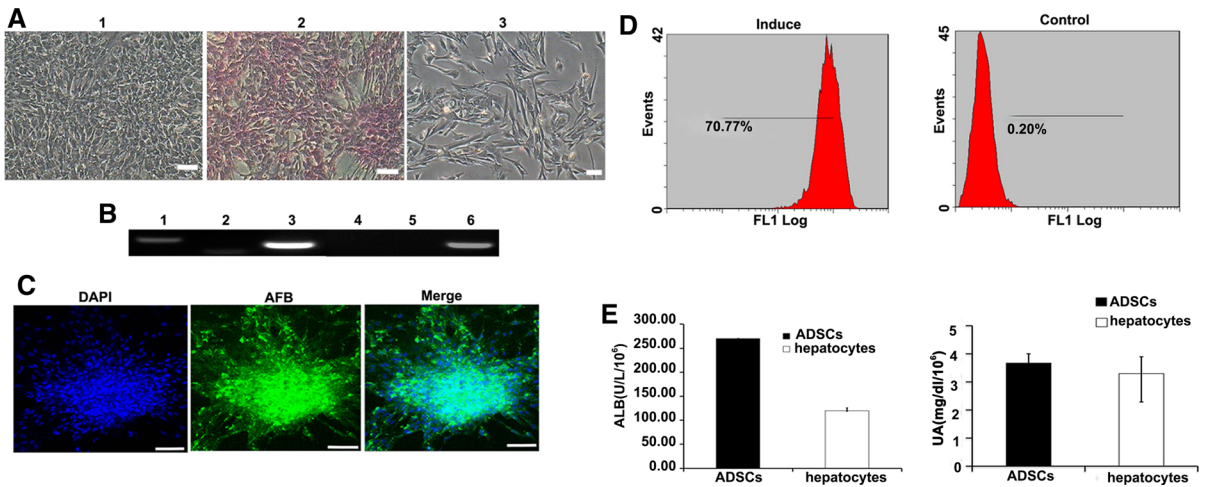 A
1 2 3
B
1 2 3 4 5 6
C
DAPI AFB Merge
D
Induce
42
Events
0
70.77%
FL1 Log
Control
45
Events
0
0.20%
FL1 Log
E
ALB(U/L/10⁶)
300.00
250.00
200.00
150.00
100.00
50.00
0.00
ADSCs
hepatocytes
ADSCs hepatocytes
UA(mg/dl/10⁶)
5
4
3
2
1
0
ADSCs
hepatocytes
ADSCs hepatocytes